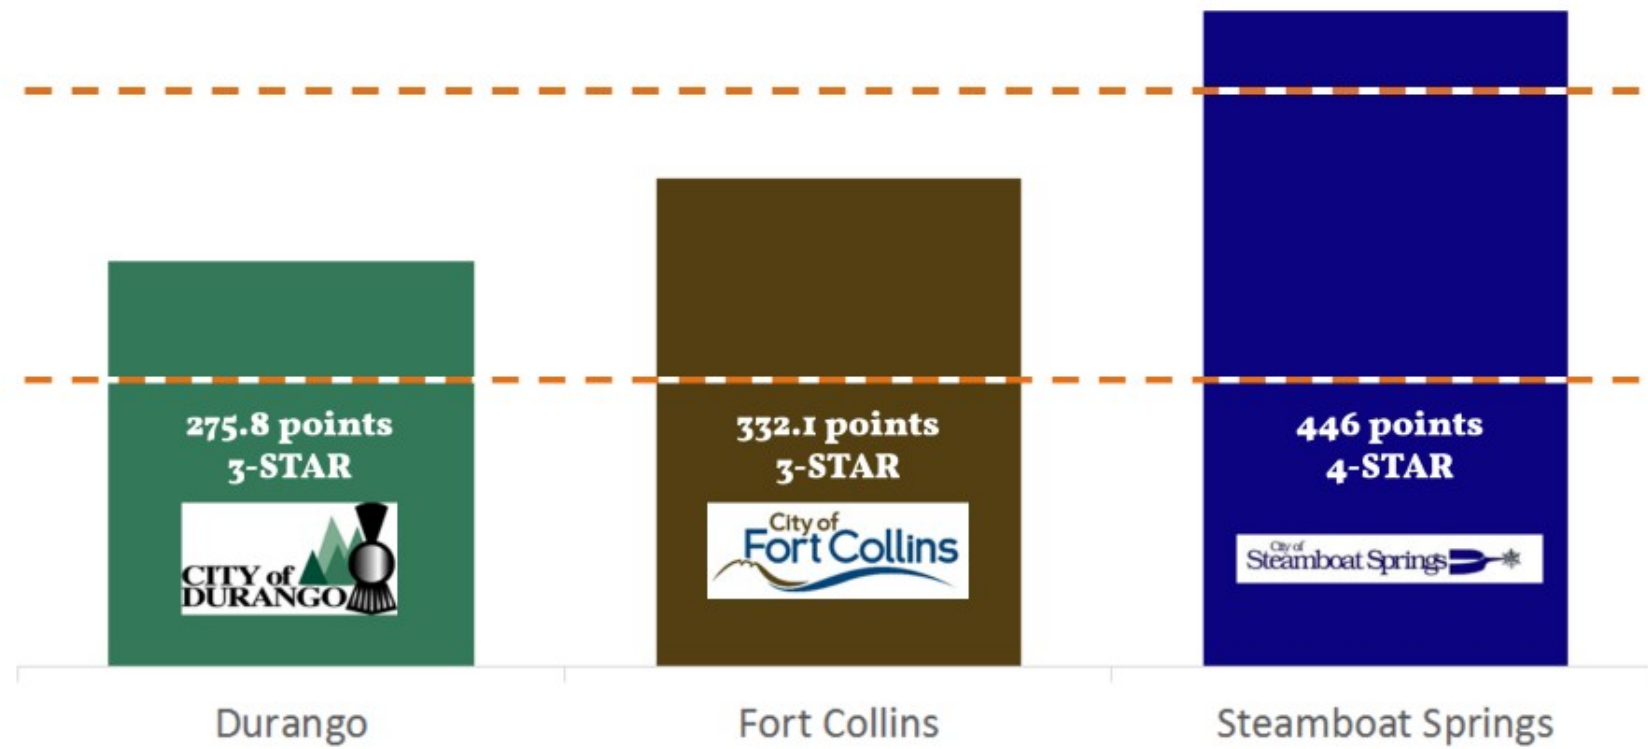 275.8 points
3-STAR
CITY of
DURANGO
332.1 points
3-STAR
City of
Fort Collins
446 points
4-STAR
City of
Steamboat Springs
Durango
Fort Collins
Steamboat Springs